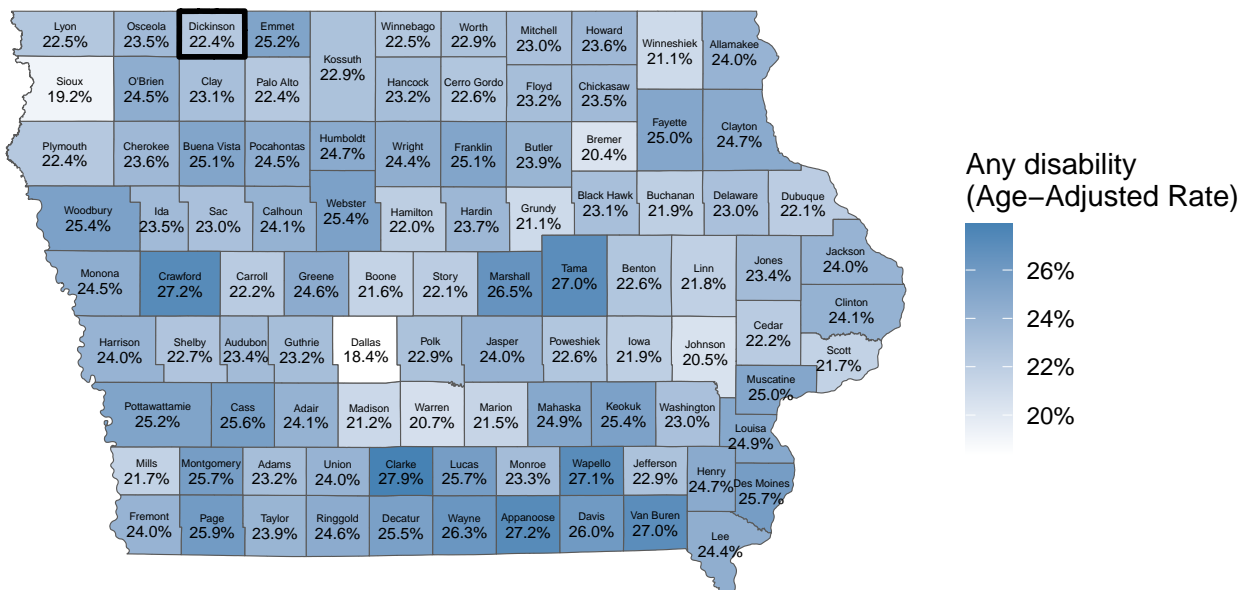 Lyon
22.5%
Osceola
23.5%
Dickinson
22.4%
Emmet
25.2%
Kossuth
22.9%
Winnebago
22.5%
Worth
22.9%
Mitchell
23.0%
Howard
23.6%
Winneshiek
21.1%
Allamakee
24.0%
Sioux
19.2%
O'Brien
24.5%
Clay
23.1%
Palo Alto
22.4%
Hancock
23.2%
Cerro Gordo
22.6%
Floyd
23.2%
Chickasaw
23.5%
Fayette
25.0%
Clayton
24.7%
Plymouth
22.4%
Cherokee
23.6%
Buena Vista
25.1%
Pocahontas
24.5%
Humboldt
24.7%
Wright
24.4%
Franklin
25.1%
Butler
23.9%
Bremer
20.4%
Woodbury
25.4%
Ida
23.5%
Sac
23.0%
Calhoun
24.1%
Webster
25.4%
Hamilton
22.0%
Hardin
23.7%
Grundy
21.1%
Black Hawk
23.1%
Buchanan
21.9%
Delaware
23.0%
Dubuque
22.1%
Monona
24.5%
Crawford
27.2%
Carroll
22.2%
Greene
24.6%
Boone
21.6%
Story
22.1%
Marshall
26.5%
Tama
27.0%
Benton
22.6%
Linn
21.8%
Jones
23.4%
Jackson
24.0%
Clinton
24.1%
Harrison
24.0%
Shelby
22.7%
Audubon
23.4%
Guthrie
23.2%
Dallas
18.4%
Polk
22.9%
Jasper
24.0%
Poweshiek
22.6%
Iowa
21.9%
Johnson
20.5%
Cedar
22.2%
Scott
21.7%
Muscatine
25.0%
Pottawattamie
25.2%
Cass
25.6%
Adair
24.1%
Madison
21.2%
Warren
20.7%
Marion
21.5%
Mahaska
24.9%
Keokuk
25.4%
Washington
23.0%
Louisa
24.9%
Mills
21.7%
Montgomery
25.7%
Adams
23.2%
Union
24.0%
Clarke
27.9%
Lucas
25.7%
Monroe
23.3%
Wapello
27.1%
Jefferson
22.9%
Henry
24.7%
Des Moines
25.7%
Fremont
24.0%
Page
25.9%
Taylor
23.9%
Ringgold
24.6%
Decatur
25.5%
Wayne
26.3%
Appanoose
27.2%
Davis
26.0%
Van Buren
27.0%
Lee
24.4%
Any disability
(Age−Adjusted Rate)
26%
24%
22%
20%